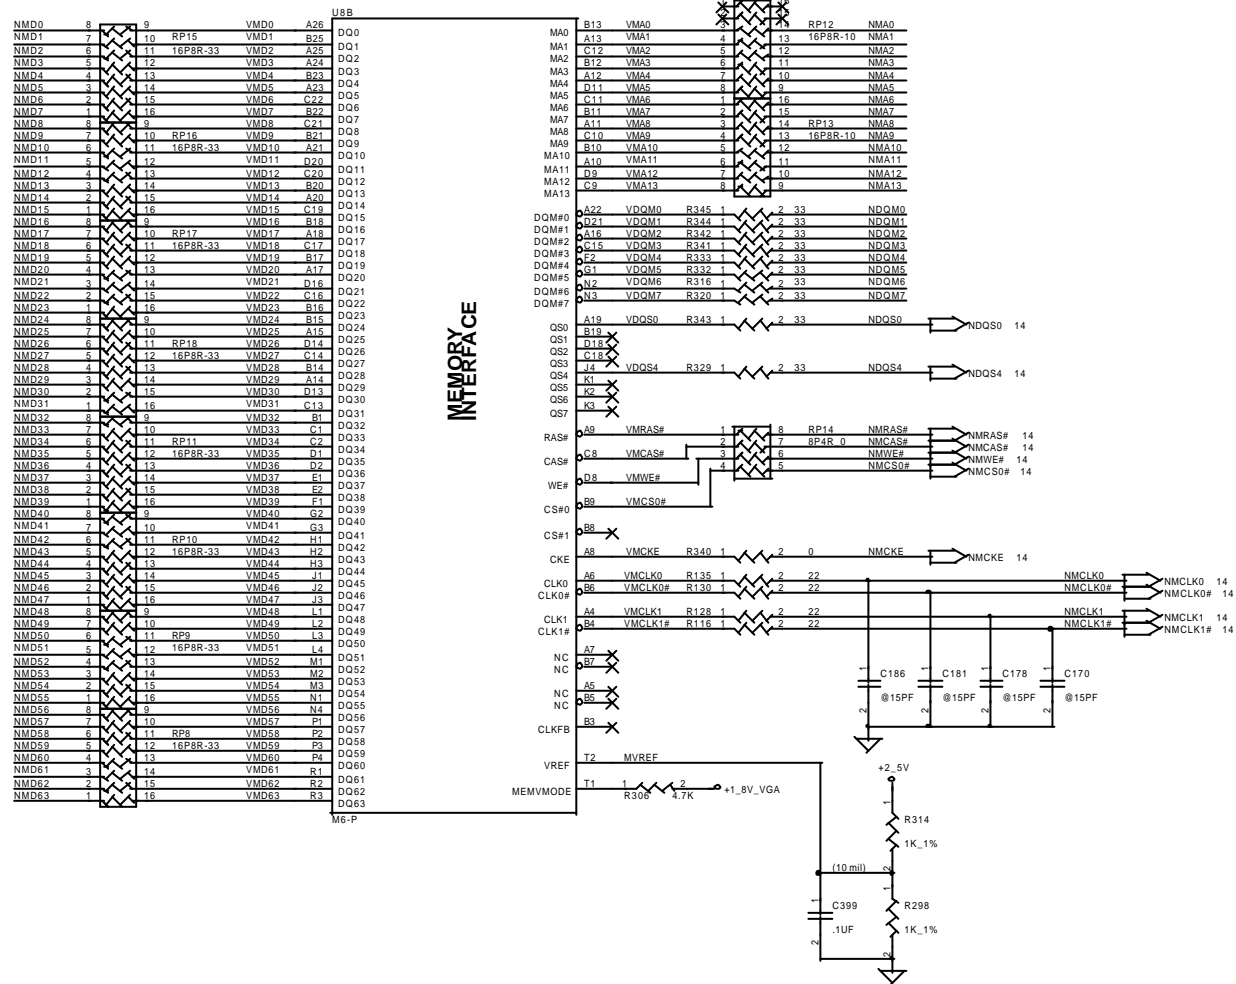 U8B
NMD0 8 9 VMD0 A26 DQ0
NMD1 7 10 RP15 VMD1 B25 DQ1
NMD2 6 11 16P8R-33 VMD2 A25 DQ2
NMD3 5 12 VMD3 A24 DQ3
NMD4 4 13 VMD4 B23 DQ4
NMD5 3 14 VMD5 A23 DQ5
NMD6 2 15 VMD6 C22 DQ6
NMD7 1 16 VMD7 B22 DQ7
NMD8 8 9 VMD8 C21 DQ8
NMD9 7 10 RP16 VMD9 B21 DQ9
NMD10 6 11 16P8R-33 VMD10 A21 DQ10
NMD11 5 12 VMD11 D20 DQ11
NMD12 4 13 VMD12 C20 DQ12
NMD13 3 14 VMD13 B20 DQ13
NMD14 2 15 VMD14 A20 DQ14
NMD15 1 16 VMD15 C19 DQ15
NMD16 8 9 VMD16 B18 DQ16
NMD17 7 10 RP17 VMD17 A18 DQ17
NMD18 6 11 16P8R-33 VMD18 C17 DQ18
NMD19 5 12 VMD19 B17 DQ19
NMD20 4 13 VMD20 A17 DQ20
NMD21 3 14 VMD21 D16 DQ21
NMD22 2 15 VMD22 C16 DQ22
NMD23 1 16 VMD23 B16 DQ23
NMD24 8 9 VMD24 B15 DQ24
NMD25 7 10 VMD25 A15 DQ25
NMD26 6 11 RP18 VMD26 D14 DQ26
NMD27 5 12 16P8R-33 VMD27 C14 DQ27
NMD28 4 13 VMD28 B14 DQ28
NMD29 3 14 VMD29 A14 DQ29
NMD30 2 15 VMD30 D13 DQ30
NMD31 1 16 VMD31 C13 DQ31
NMD32 8 9 VMD32 B1 DQ32
NMD33 7 10 VMD33 C1 DQ33
NMD34 6 11 RP11 VMD34 C2 DQ34
NMD35 5 12 16P8R-33 VMD35 D1 DQ35
NMD36 4 13 VMD36 D2 DQ36
NMD37 3 14 VMD37 E1 DQ37
NMD38 2 15 VMD38 E2 DQ38
NMD39 1 16 VMD39 F1 DQ39
NMD40 8 9 VMD40 G2 DQ40
NMD41 7 10 VMD41 G3 DQ41
NMD42 6 11 RP10 VMD42 H1 DQ42
NMD43 5 12 16P8R-33 VMD43 H2 DQ43
NMD44 4 13 VMD44 H3 DQ44
NMD45 3 14 VMD45 J1 DQ45
NMD46 2 15 VMD46 J2 DQ46
NMD47 1 16 VMD47 J3 DQ47
NMD48 8 9 VMD48 L1 DQ48
NMD49 7 10 VMD49 L2 DQ49
NMD50 6 11 RP9 VMD50 L3 DQ50
NMD51 5 12 16P8R-33 VMD51 L4 DQ51
NMD52 4 13 VMD52 M1 DQ52
NMD53 3 14 VMD53 M2 DQ53
NMD54 2 15 VMD54 M3 DQ54
NMD55 1 16 VMD55 N1 DQ55
NMD56 8 9 VMD56 N4 DQ56
NMD57 7 10 VMD57 P1 DQ57
NMD58 6 11 RP8 VMD58 P2 DQ58
NMD59 5 12 16P8R-33 VMD59 P3 DQ59
NMD60 4 13 VMD60 P4 DQ60
NMD61 3 14 VMD61 R1 DQ61
NMD62 2 15 VMD62 R2 DQ62
NMD63 1 16 VMD63 R3 DQ63
M6-P
MEMORY
INTERFACE
MA0 B13 VMA0 3 14 RP12 NMA0
MA1 A13 VMA1 4 13 16P8R-10 NMA1
MA2 C12 VMA2 5 12 NMA2
MA3 B12 VMA3 6 11 NMA3
MA4 A12 VMA4 7 10 NMA4
MA5 D11 VMA5 8 9 NMA5
MA6 C11 VMA6 1 16 NMA6
MA7 B11 VMA7 2 15 NMA7
MA8 A11 VMA8 3 14 RP13 NMA8
MA9 C10 VMA9 4 13 16P8R-10 NMA9
MA10 B10 VMA10 5 12 NMA10
MA11 A10 VMA11 6 11 NMA11
MA12 D9 VMA12 7 10 NMA12
MA13 C9 VMA13 8 9 NMA13
DQM#0 A22 VDQM0 R345 1 2 33 NDQM0
DQM#1 D21 VDQM1 R344 1 2 33 NDQM1
DQM#2 A16 VDQM2 R342 1 2 33 NDQM2
DQM#3 C15 VDQM3 R341 1 2 33 NDQM3
DQM#4 F2 VDQM4 R333 1 2 33 NDQM4
DQM#5 G1 VDQM5 R332 1 2 33 NDQM5
DQM#6 N2 VDQM6 R316 1 2 33 NDQM6
DQM#7 N3 VDQM7 R320 1 2 33 NDQM7
QS0 A19 VDQS0 R343 1 2 33 NDQS0 NDQS0 14
QS1 B19
QS2 D18
QS3 C18
QS4 J4 VDQS4 R329 1 2 33 NDQS4 NDQS4 14
QS5 K1
QS6 K2
QS7 K3
RAS# A9 VMRAS# 1 8 RP14 NMRAS# NMRAS# 14
2 7 8P4R_0 NMCAS# NMCAS# 14
CAS# C8 VMCAS# 3 6 NMWE# NMWE# 14
4 5 NMCS0# NMCS0# 14
WE# D8 VMWE#
CS#0 B9 VMCS0#
CS#1 B8
CKE A8 VMCKE R340 1 2 0 NMCKE NMCKE 14
CLK0 A6 VMCLK0 R135 1 2 22 NMCLK0 NMCLK0 14
CLK0# B6 VMCLK0# R130 1 2 22 NMCLK0# NMCLK0# 14
CLK1 A4 VMCLK1 R128 1 2 22 NMCLK1 NMCLK1 14
CLK1# B4 VMCLK1# R116 1 2 22 NMCLK1# NMCLK1# 14
NC A7
NC B7
NC A5
NC B5
CLKFB B3
1 C186 1 C181 1 C178 1 C170
2 @15PF 2 @15PF 2 @15PF 2 @15PF
VREF T2 MVREF
MEMVMODE T1 1 2 +1_8V_VGA
R306 4.7K
+2_5V
1
R314
1K_1%
2
(10 mil)
1 C399 1 R298
.1UF 1K_1%
2 2